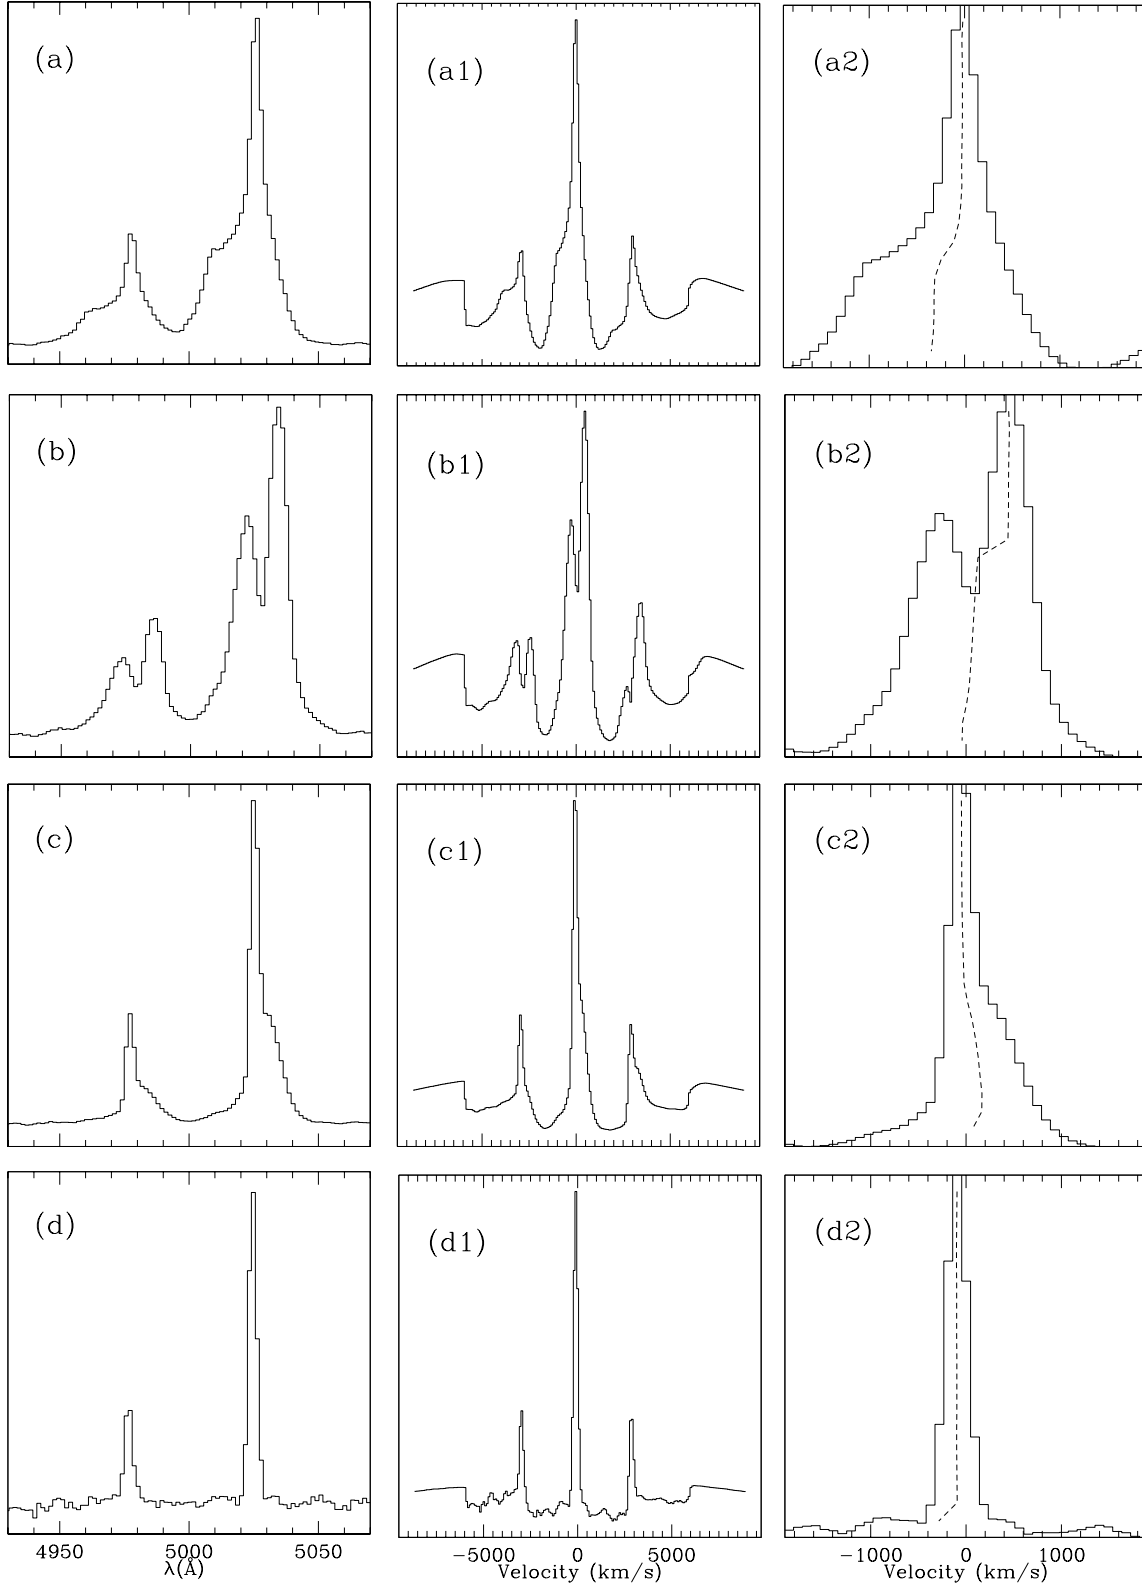 (a)
(a1)
(a2)
(b)
(b1)
(b2)
(c)
(c1)
(c2)
(d)
(d1)
(d2)
4950 5000 5050
λ(Å)
−5000 0 5000
Velocity (km/s)
−1000 0 1000
Velocity (km/s)